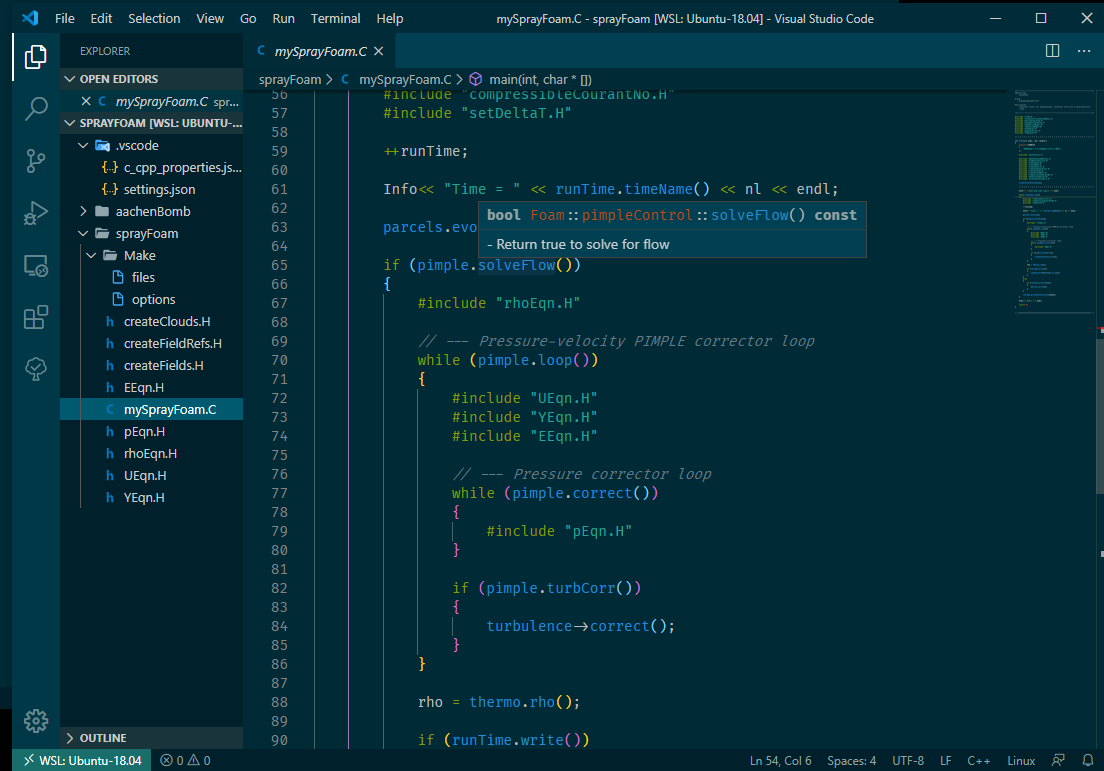 File Edit Selection View Go Run Terminal Help
mySprayFoam.C - sprayFoam [WSL: Ubuntu-18.04] - Visual Studio Code
EXPLORER
OPEN EDITORS
C mySprayFoam.C spr...
SPRAYFOAM [WSL: UBUNTU-...
.vscode
{..} c_cpp_properties.js...
{..} settings.json
aachenBomb
sprayFoam
Make
files
options
h createClouds.H
h createFieldRefs.H
h createFields.H
h EEqn.H
C mySprayFoam.C
h pEqn.H
h rhoEqn.H
h UEqn.H
h YEqn.H
OUTLINE
C mySprayFoam.C
sprayFoam > C mySprayFoam.C > main(int, char * [])
56 #include "compressibleCourantNo.H"
57 #include "setDeltaT.H"
58
59 ++runTime;
60
61 Info<< "Time = " << runTime.timeName() << nl << endl;
62
bool Foam::pimpleControl::solveFlow() const
63 parcels.evo
- Return true to solve for flow
64
65 if (pimple.solveFlow())
66 {
67 #include "rhoEqn.H"
68
69 // --- Pressure-velocity PIMPLE corrector loop
70 while (pimple.loop())
71 {
72 #include "UEqn.H"
73 #include "YEqn.H"
74 #include "EEqn.H"
75
76 // --- Pressure corrector loop
77 while (pimple.correct())
78 {
79 #include "pEqn.H"
80 }
81
82 if (pimple.turbCorr())
83 {
84 turbulence->correct();
85 }
86 }
87
88 rho = thermo.rho();
89
90 if (runTime.write())
WSL: Ubuntu-18.04 0 0 Ln 54, Col 6 Spaces: 4 UTF-8 LF C++ Linux